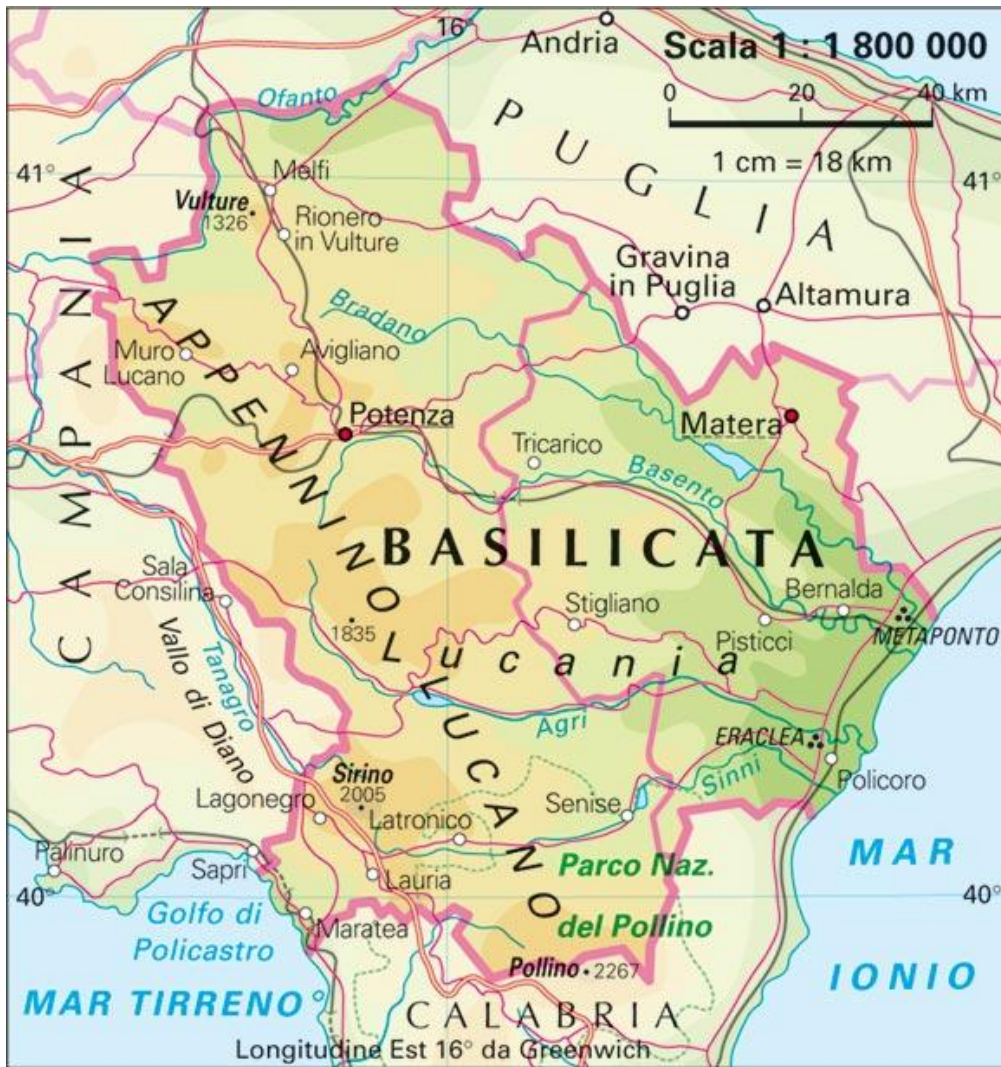 16°
Andria
Scala 1 : 1 800 000
0 20 40 km
1 cm = 18 km
Ofanto
PUGLIA
41°
41°
Melfi
Vulture
1326
Rionero
in Vulture
Gravina
in Puglia
Altamura
CAMPANIA
APPENNINO LUCANO
Bradano
Muro
Lucano
Avigliano
Potenza
Matera
Tricarico
Basento
BASILICATA
Sala
Consilina
Stigliano
Bernalda
1835
Pisticci
METAPONTO
Lucania
Vallo di Diano
Tanagro
Agri
ERACLEA
Sinni
Policoro
Sirino
2005
Lagonegro
Latronico
Senise
Palinuro
Sapri
Lauria
Parco Naz.
del Pollino
MAR
IONIO
40°
40°
Golfo di
Policastro
Maratea
Pollino 2267
MAR TIRRENO
CALABRIA
Longitudine Est 16° da Greenwich